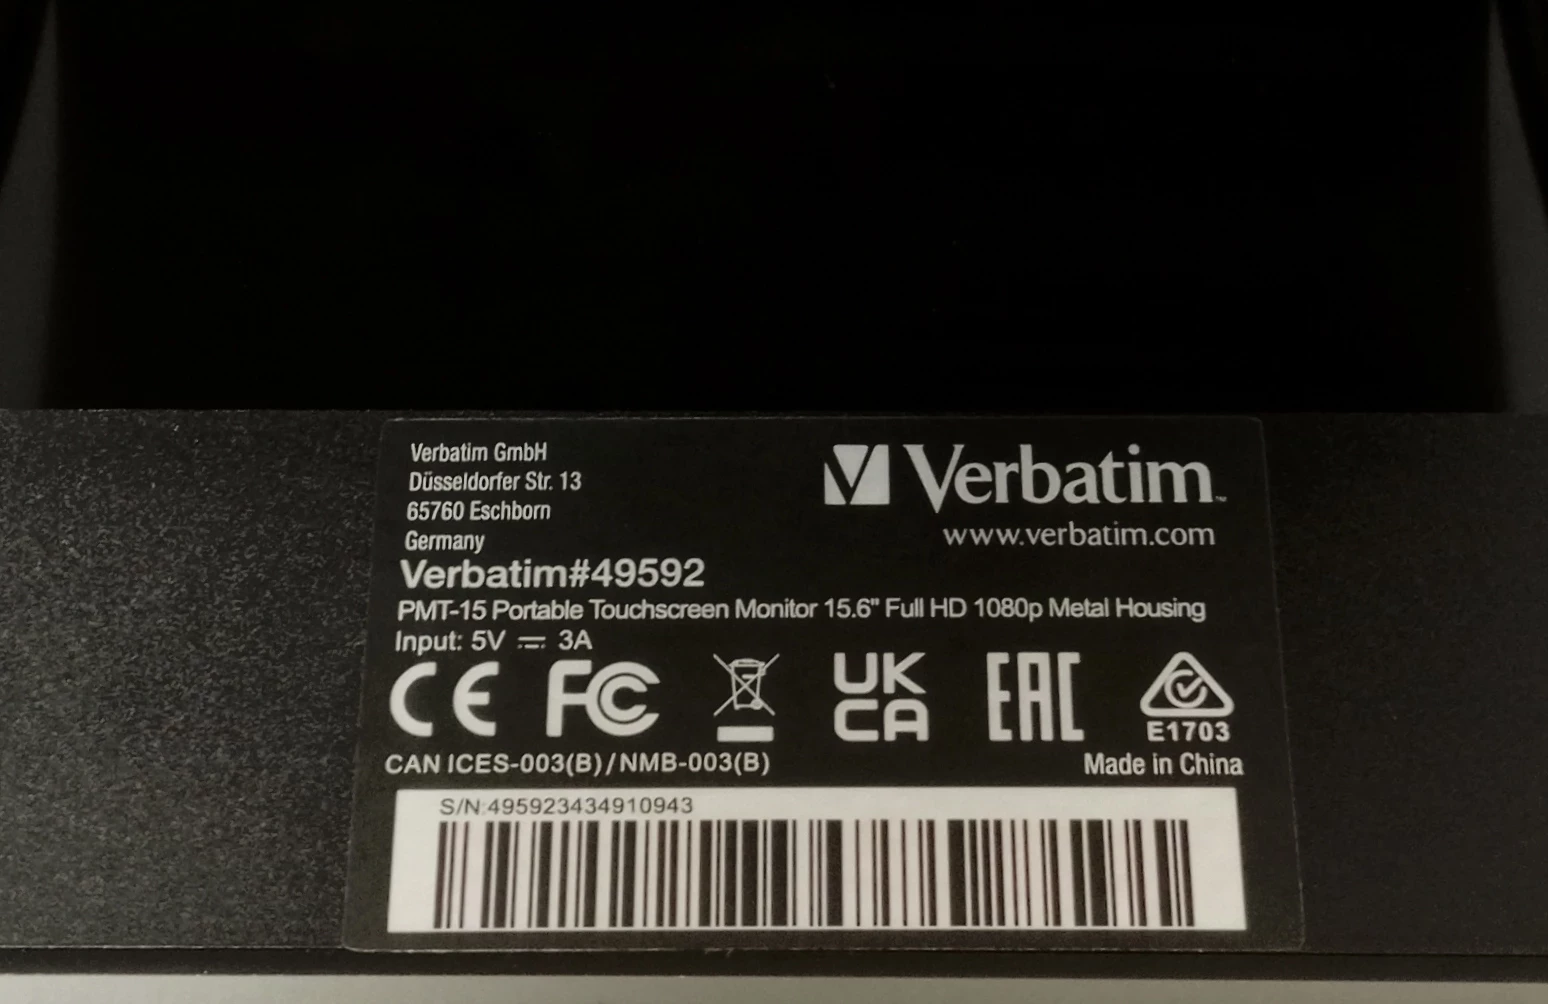 Verbatim GmbH
Düsseldorfer Str. 13
65760 Eschborn
Germany
Verbatim™
www.verbatim.com
Verbatim#49592
PMT-15 Portable Touchscreen Monitor 15.6" Full HD 1080p Metal Housing
Input: 5V ⎓ 3A
CE FC UK CA EAC E1703
CAN ICES-003(B)/NMB-003(B)
Made in China
S/N:495923434910943